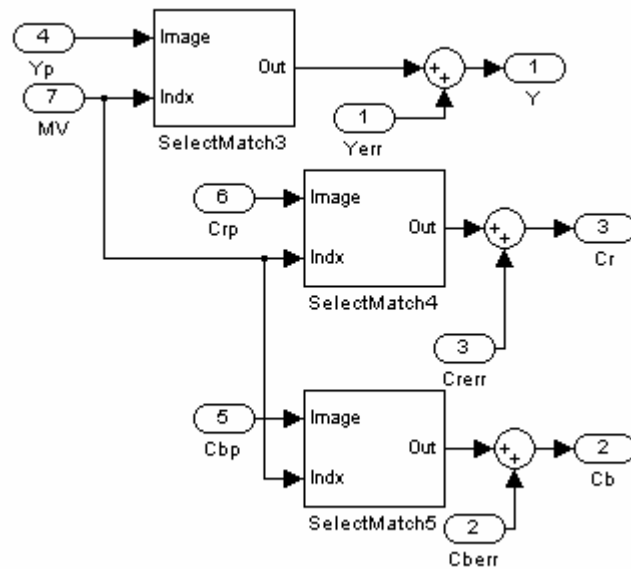 4
Yp
7
MV
Image
Indx
Out
SelectMatch3
+
+
1
Y
1
Yerr
6
Crp
Image
Indx
Out
SelectMatch4
+
+
3
Cr
3
Crerr
5
Cbp
Image
Indx
Out
SelectMatch5
+
+
2
Cb
2
Cberr